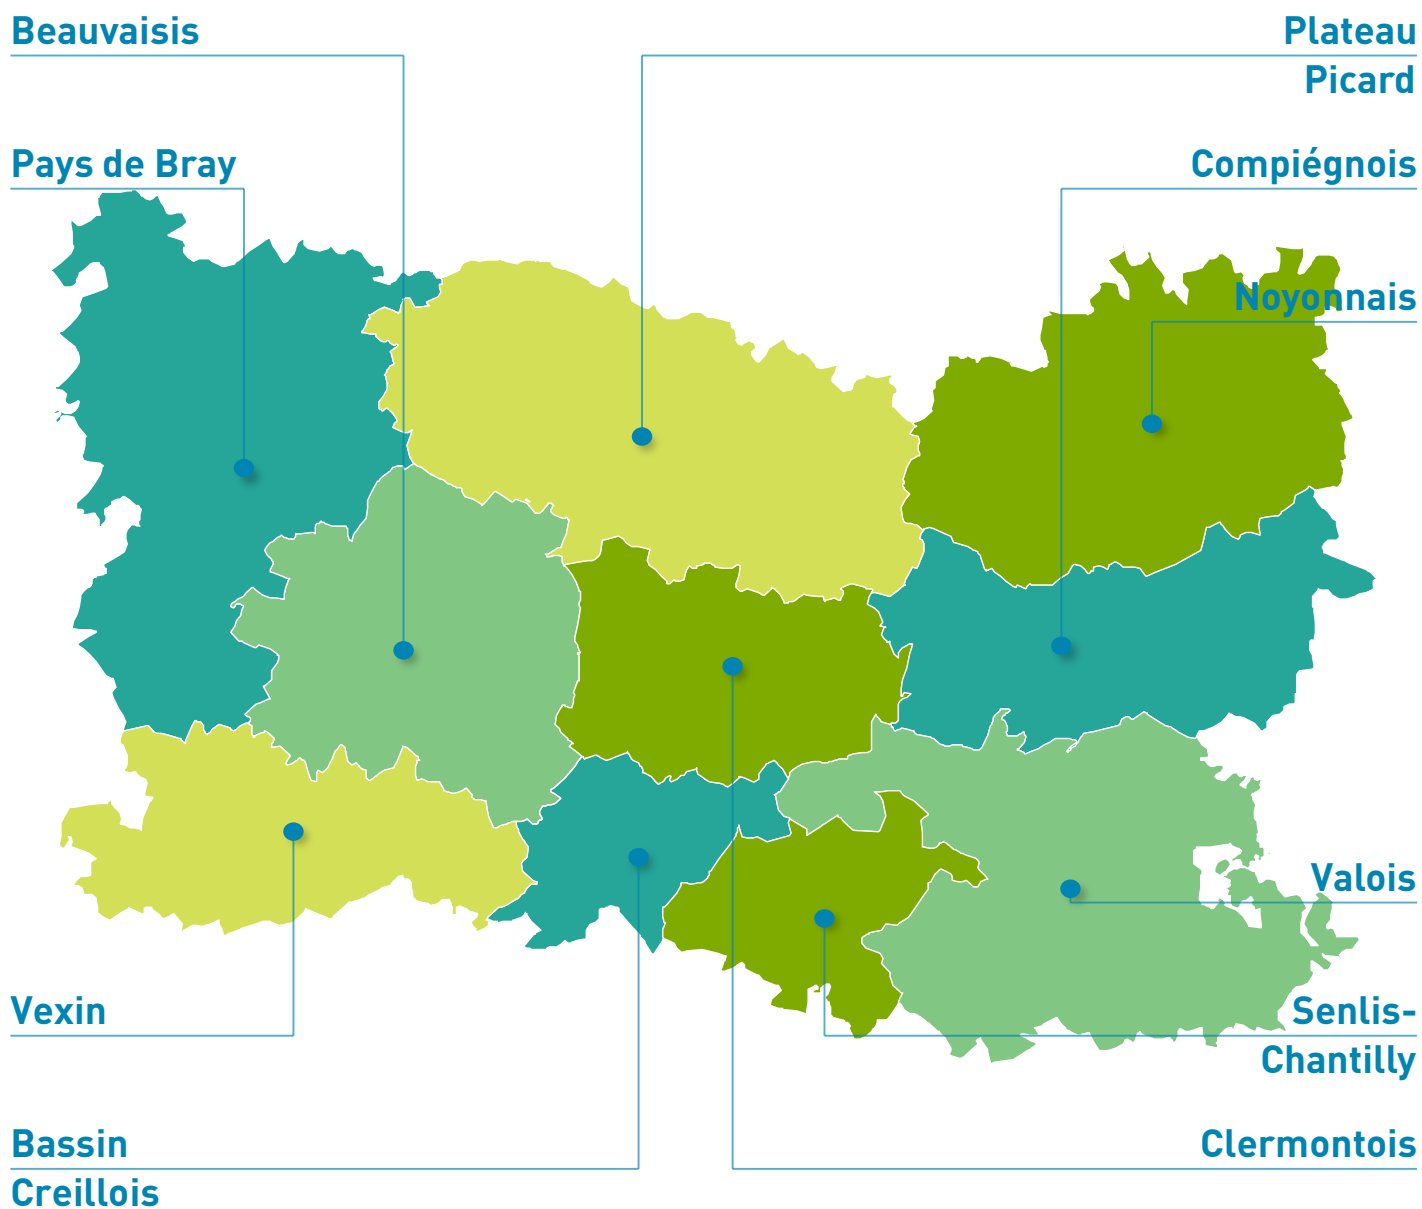 Beauvaisis
Plateau
Picard
Pays de Bray
Compiégnois
Noyonnais
Valois
Vexin
Senlis-
Chantilly
Bassin
Creillois
Clermontois